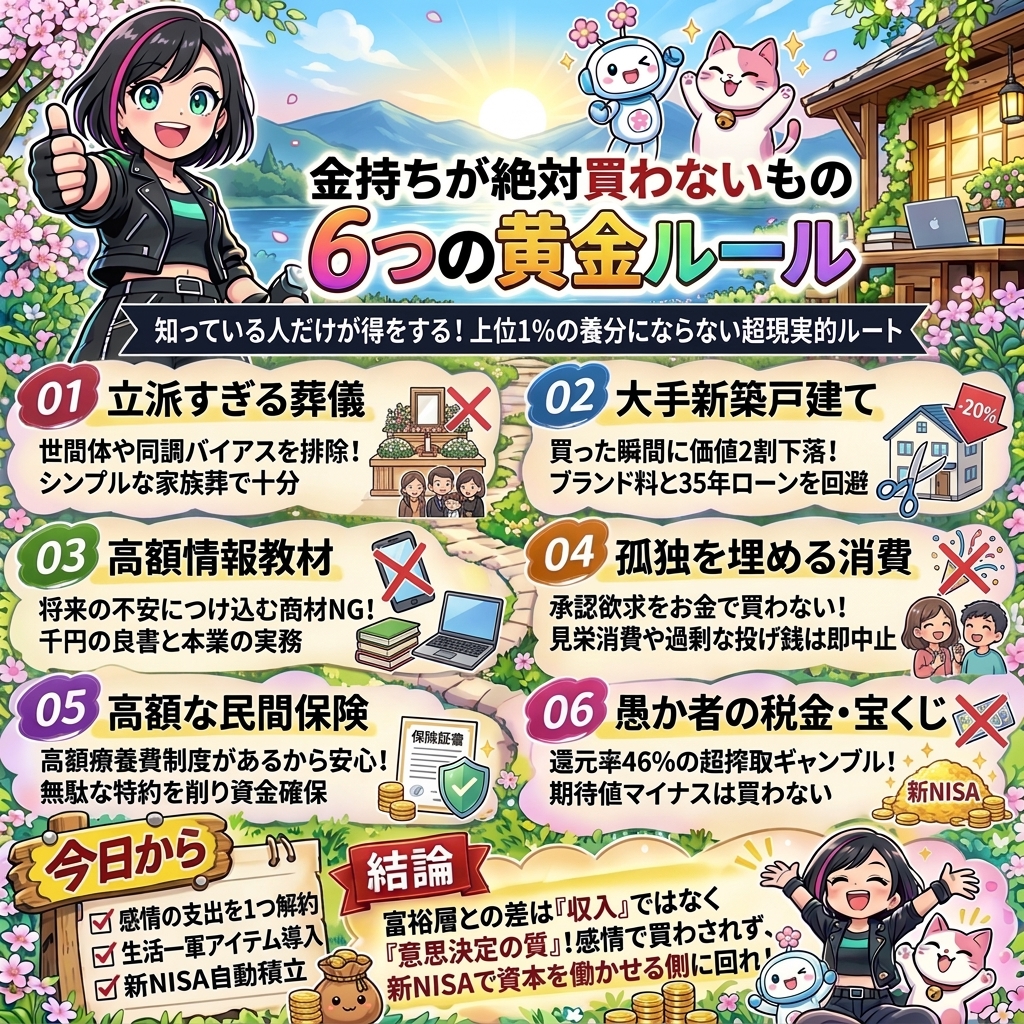 金持ちが絶対買わないもの
6つの黄金ルール
知っている人だけが得をする！上位1%の養分にならない超現実的ルート
01 立派すぎる葬儀
世間体や同調バイアスを排除！
シンプルな家族葬で十分
02 大手新築戸建て
買った瞬間に価値2割下落！
ブランド料と35年ローンを回避
-20%
03 高額情報教材
将来の不安につけ込む商材NG！
千円の良書と本業の実務
04 孤独を埋める消費
承認欲求をお金で買わない！
見栄消費や過剰な投げ銭は即中止
05 高額な民間保険
高額療養費制度があるから安心！
無駄な特約を削り資金確保
06 愚か者の税金・宝くじ
還元率46%の超搾取ギャンブル！
期待値マイナスは買わない
新NISA
今日から
感情の支出を1つ解約
生活一軍アイテム導入
新NISA自動積立
結論
富裕層との差は『収入』ではなく
『意思決定の質』！感情で買わされず、
新NISAで資本を働かせる側に回れ！